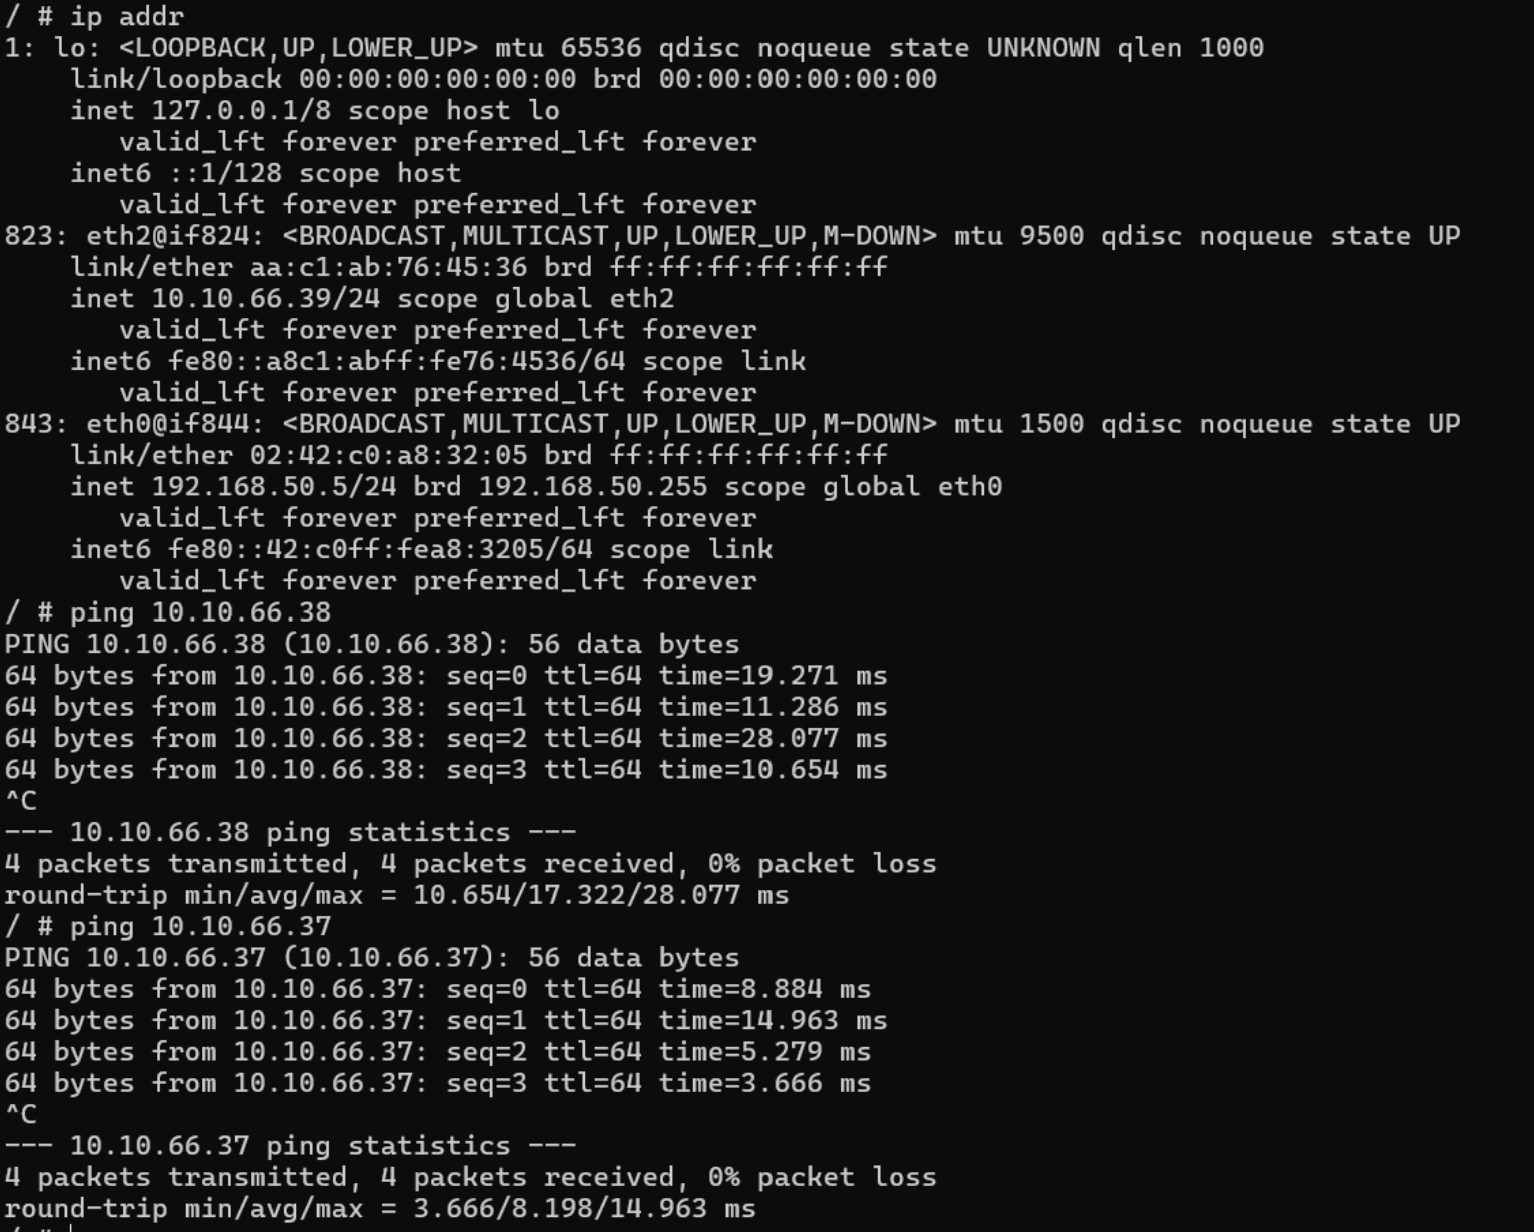 / # ip addr
1: lo: <LOOPBACK,UP,LOWER_UP> mtu 65536 qdisc noqueue state UNKNOWN qlen 1000
    link/loopback 00:00:00:00:00:00 brd 00:00:00:00:00:00
    inet 127.0.0.1/8 scope host lo
       valid_lft forever preferred_lft forever
    inet6 ::1/128 scope host
       valid_lft forever preferred_lft forever
823: eth2@if824: <BROADCAST,MULTICAST,UP,LOWER_UP,M-DOWN> mtu 9500 qdisc noqueue state UP
    link/ether aa:c1:ab:76:45:36 brd ff:ff:ff:ff:ff:ff
    inet 10.10.66.39/24 scope global eth2
       valid_lft forever preferred_lft forever
    inet6 fe80::a8c1:abff:fe76:4536/64 scope link
       valid_lft forever preferred_lft forever
843: eth0@if844: <BROADCAST,MULTICAST,UP,LOWER_UP,M-DOWN> mtu 1500 qdisc noqueue state UP
    link/ether 02:42:c0:a8:32:05 brd ff:ff:ff:ff:ff:ff
    inet 192.168.50.5/24 brd 192.168.50.255 scope global eth0
       valid_lft forever preferred_lft forever
    inet6 fe80::42:c0ff:fea8:3205/64 scope link
       valid_lft forever preferred_lft forever
/ # ping 10.10.66.38
PING 10.10.66.38 (10.10.66.38): 56 data bytes
64 bytes from 10.10.66.38: seq=0 ttl=64 time=19.271 ms
64 bytes from 10.10.66.38: seq=1 ttl=64 time=11.286 ms
64 bytes from 10.10.66.38: seq=2 ttl=64 time=28.077 ms
64 bytes from 10.10.66.38: seq=3 ttl=64 time=10.654 ms
^C
--- 10.10.66.38 ping statistics ---
4 packets transmitted, 4 packets received, 0% packet loss
round-trip min/avg/max = 10.654/17.322/28.077 ms
/ # ping 10.10.66.37
PING 10.10.66.37 (10.10.66.37): 56 data bytes
64 bytes from 10.10.66.37: seq=0 ttl=64 time=8.884 ms
64 bytes from 10.10.66.37: seq=1 ttl=64 time=14.963 ms
64 bytes from 10.10.66.37: seq=2 ttl=64 time=5.279 ms
64 bytes from 10.10.66.37: seq=3 ttl=64 time=3.666 ms
^C
--- 10.10.66.37 ping statistics ---
4 packets transmitted, 4 packets received, 0% packet loss
round-trip min/avg/max = 3.666/8.198/14.963 ms
/ #